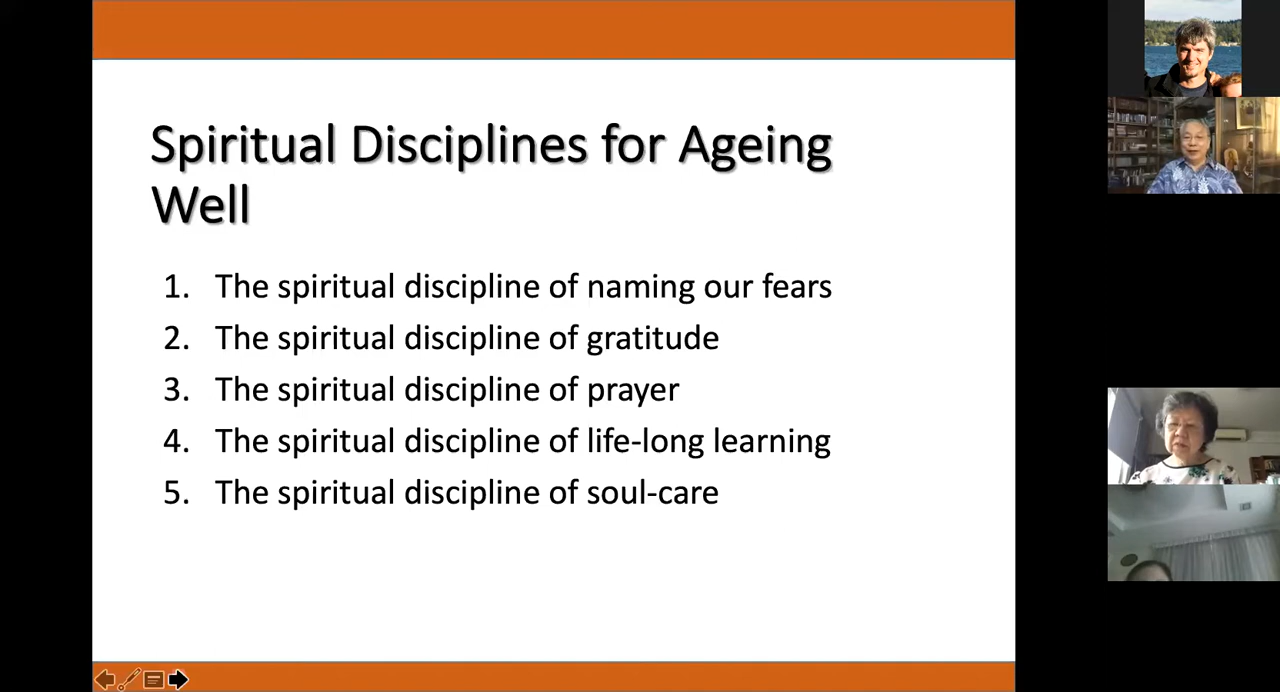 Spiritual Disciplines for Ageing
Well
1. The spiritual discipline of naming our fears
2. The spiritual discipline of gratitude
3. The spiritual discipline of prayer
4. The spiritual discipline of life-long learning
5. The spiritual discipline of soul-care